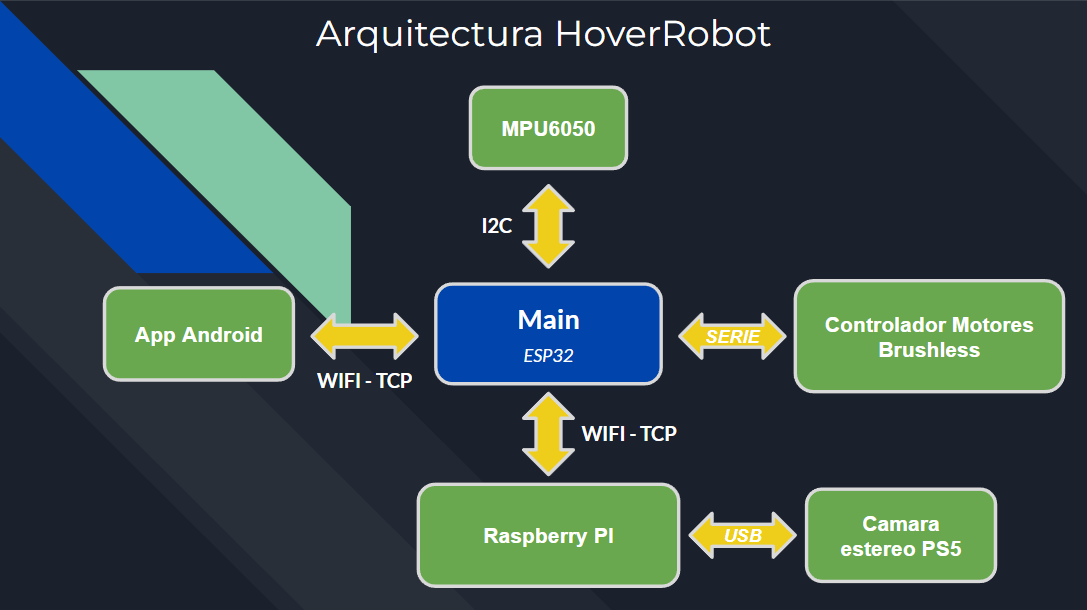 Arquitectura HoverRobot
MPU6050
I2C
App Android
WIFI - TCP
Main
ESP32
SERIE
Controlador Motores
Brushless
WIFI - TCP
Raspberry PI
USB
Camara
estereo PS5